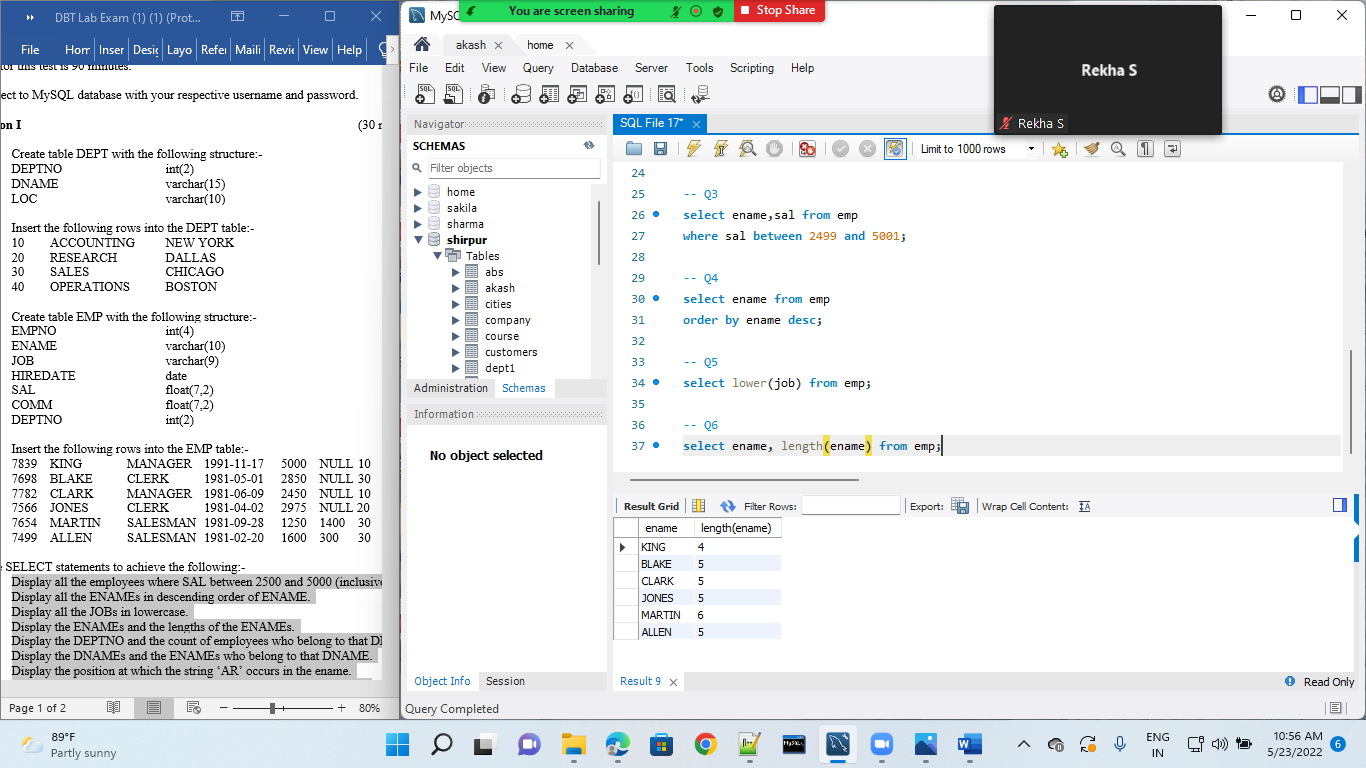 DBT Lab Exam (1) (1) (Prot...
File Hom Inser Desig Layo Refer Maili Revie View Help
for this test is 90 minutes.
ect to MySQL database with your respective username and password.
on I (30
Create table DEPT with the following structure:-
DEPTNO int(2)
DNAME varchar(15)
LOC varchar(10)
Insert the following rows into the DEPT table:-
10 ACCOUNTING NEW YORK
20 RESEARCH DALLAS
30 SALES CHICAGO
40 OPERATIONS BOSTON
Create table EMP with the following structure:-
EMPNO int(4)
ENAME varchar(10)
JOB varchar(9)
HIREDATE date
SAL float(7,2)
COMM float(7,2)
DEPTNO int(2)
Insert the following rows into the EMP table:-
7839 KING MANAGER 1991-11-17 5000 NULL 10
7698 BLAKE CLERK 1981-05-01 2850 NULL 30
7782 CLARK MANAGER 1981-06-09 2450 NULL 10
7566 JONES CLERK 1981-04-02 2975 NULL 20
7654 MARTIN SALESMAN 1981-09-28 1250 1400 30
7499 ALLEN SALESMAN 1981-02-20 1600 300 30
SELECT statements to achieve the following:-
Display all the employees where SAL between 2500 and 5000 (inclusive
Display all the ENAMEs in descending order of ENAME.
Display all the JOBs in lowercase.
Display the ENAMEs and the lengths of the ENAMEs.
Display the DEPTNO and the count of employees who belong to that DE
Display the DNAMEs and the ENAMEs who belong to that DNAME.
Display the position at which the string ‘AR’ occurs in the ename.
Page 1 of 2 80%
You are screen sharing Stop Share
MySQ
akash home
File Edit View Query Database Server Tools Scripting Help
Rekha S
Rekha S
Navigator
SCHEMAS
Filter objects
home
sakila
sharma
shirpur
Tables
abs
akash
cities
company
course
customers
dept1
Administration Schemas
Information
No object selected
Object Info Session
SQL File 17*
Limit to 1000 rows
24
25 -- Q3
26 select ename,sal from emp
27 where sal between 2499 and 5001;
28
29 -- Q4
30 select ename from emp
31 order by ename desc;
32
33 -- Q5
34 select lower(job) from emp;
35
36 -- Q6
37 select ename, length(ename) from emp;
Result Grid Filter Rows: Export: Wrap Cell Content: IA
ename length(ename)
KING 4
BLAKE 5
CLARK 5
JONES 5
MARTIN 6
ALLEN 5
Result 9 Read Only
Query Completed
89°F
Partly sunny
ENG
IN
10:56 AM
5/23/2022
6